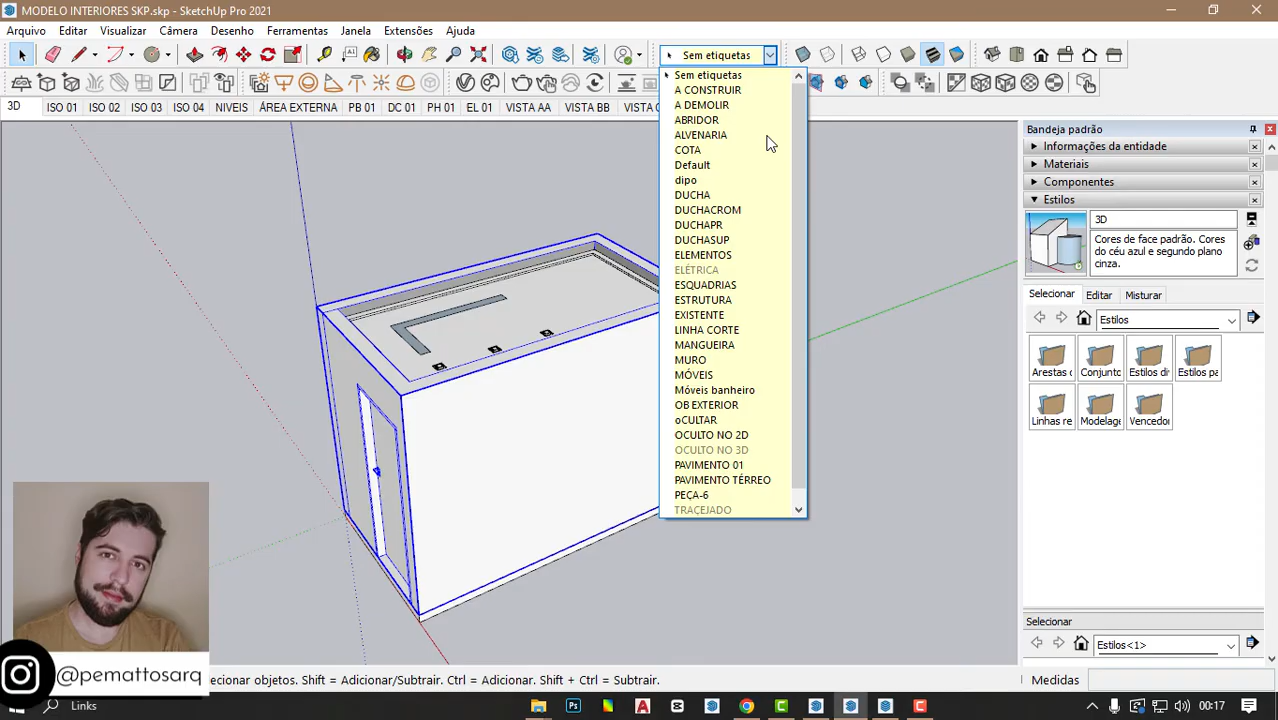 MODELO INTERIORES SKP.skp - SketchUp Pro 2021
Arquivo Editar Câmera Desenho Ferramentas Janela Extensões Ajuda
Sem etiquetas
3D ISO 01 ISO 02 ISO 03 ISO 04 NIVEIS ÁREA EXTERNA PB 01 DC 01 PH 01 EL 01 VISTA AA VISTA BB VISTA C
Sem etiquetas
A CONSTRUIR
A DEMOLIR
ABRIDOR
ALVENARIA
COTA
Default
dipo
DUCHA
DUCHACROM
DUCHAPR
DUCHASUP
ELEMENTOS
ELÉTRICA
ESQUADRIAS
ESTRUTURA
EXISTENTE
LINHA CORTE
MANGUEIRA
MURO
MÓVEIS
Móveis banheiro
OB EXTERIOR
oCULTAR
OCULTO NO 2D
OCULTO NO 3D
PAVIMENTO 01
PAVIMENTO TÉRREO
PEÇA-6
TRACEJADO
Bandeja padrão
Informações da entidade
Materiais
Componentes
Estilos
3D
Cores de face padrão. Cores
do céu azul e segundo plano
cinza.
Selecionar Editar Misturar
Estilos
Arestas c Conjunto Estilos di Estilos pa
Linhas re Modelage Vencedor
Selecionar
Estilos<1>
@pemattosarq
ecionar objetos. Shift = Adicionar/Subtrair. Ctrl = Adicionar. Shift + Ctrl = Subtrair.
Medidas
Links
00:17